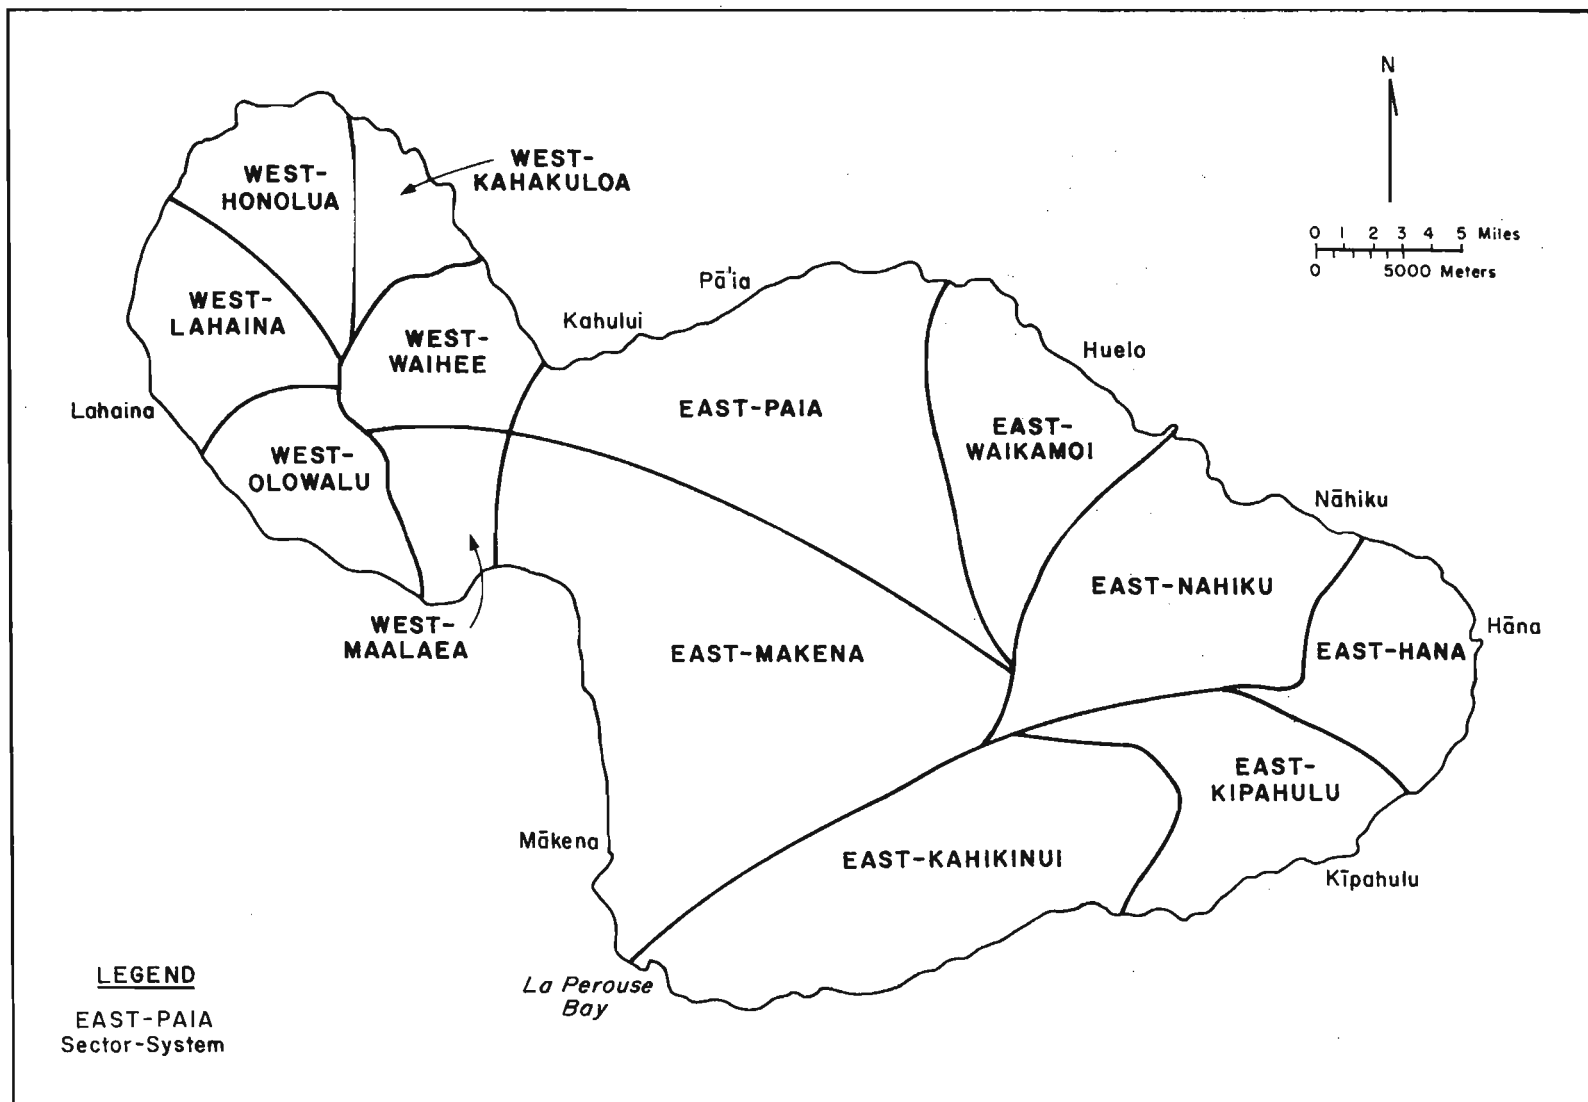 N
0 1 2 3 4 5 Miles
0 5000 Meters
WEST-
KAHAKULOA
WEST-
HONOLUA
WEST-
LAHAINA
WEST-
WAIHEE
Kahului
Pā'ia
Huelo
Lahaina
EAST-PAIA
EAST-
WAIKAMOI
WEST-
OLOWALU
Nāhiku
EAST-NAHIKU
WEST-
MAALAEA
EAST-MAKENA
EAST-HANA
Hāna
EAST-
KIPAHULU
Mākena
EAST-KAHIKINUI
Kīpahulu
La Perouse
Bay
LEGEND
EAST-PAIA
Sector-System